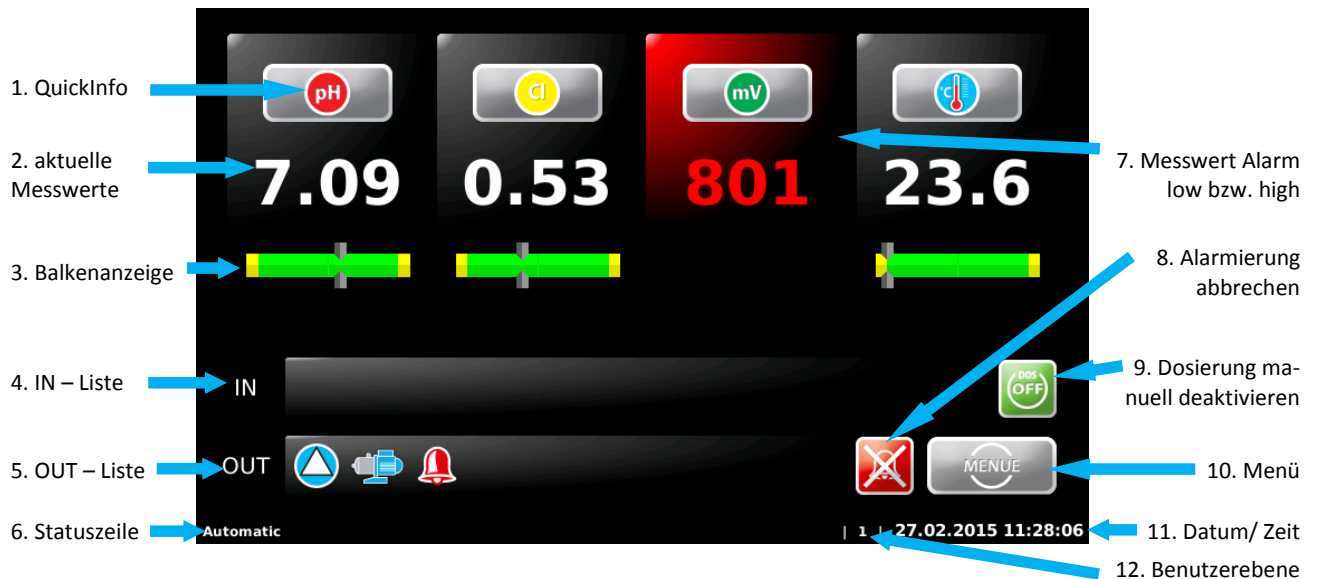 1. QuickInfo
2. aktuelle
Messwerte
3. Balkenanzeige
4. IN – Liste
5. OUT – Liste
6. Statuszeile
pH
Cl
mV
°C
7.09
0.53
801
23.6
IN
OUT
DOS
OFF
MENUE
Automatic
| 1 | 27.02.2015 11:28:06
7. Messwert Alarm
low bzw. high
8. Alarmierung
abbrechen
9. Dosierung ma-
nuell deaktivieren
10. Menü
11. Datum/ Zeit
12. Benutzerebene